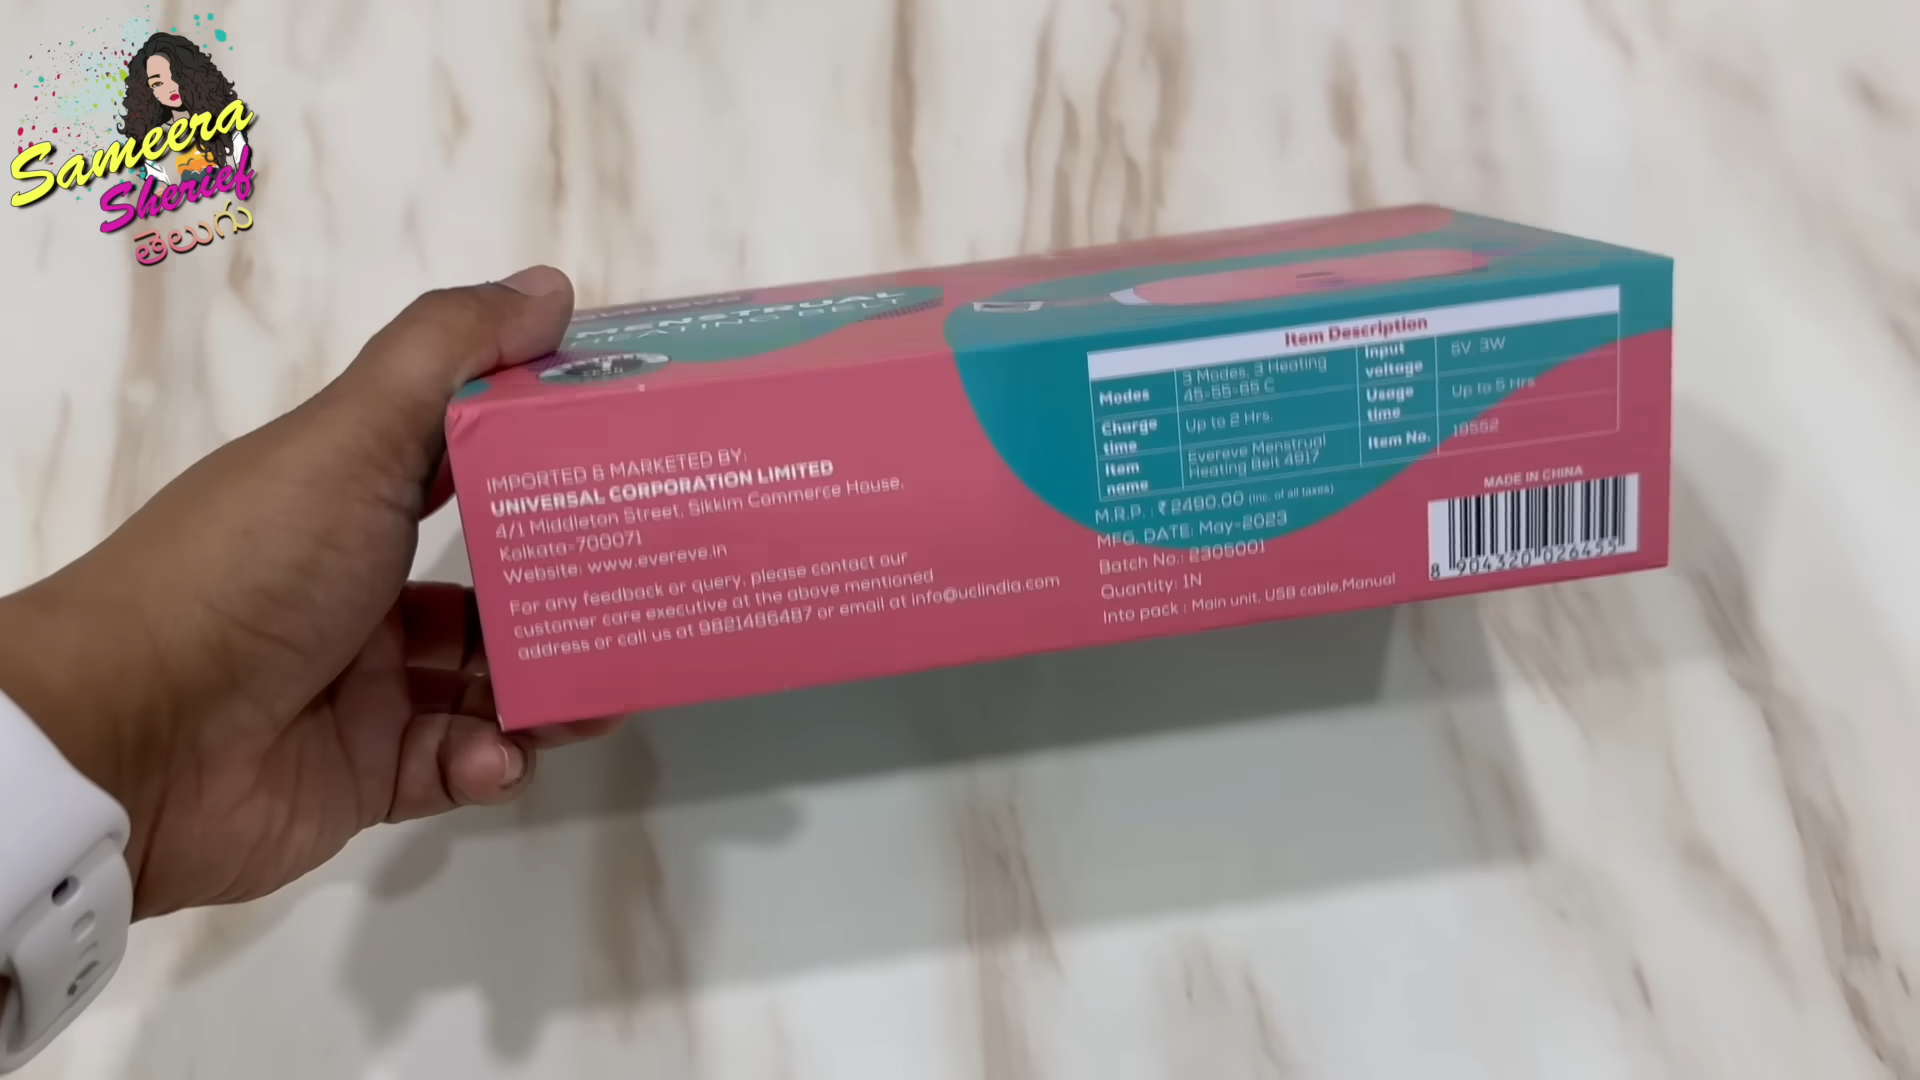 Sameera
Sherief
తెలుగు
MENSTRUAL
HEATING BELT
IMPORTED & MARKETED BY:
UNIVERSAL CORPORATION LIMITED
4/1 Middleton Street, Sikkim Commerce House,
Kolkata-700071
Website: www.evereve.in
For any feedback or query, please contact our
customer care executive at the above mentioned
address or call us at 9821486487 or email at info@uclindia.com
Item Description
Modes 3 Modes, 3 Heating 45-55-65 C Input voltage 5V, 3W
Charge time Up to 2 Hrs. Usage time Up to 5 Hrs
Item name Evereve Menstrual Heating Belt 4917 Item No. 19552
M.R.P. : ₹ 2490.00 (Inc. of all taxes)
MFG. DATE: May-2023
Batch No.: 2305001
Quantity: 1N
Into pack : Main unit, USB cable,Manual
MADE IN CHINA
8 904320 026455